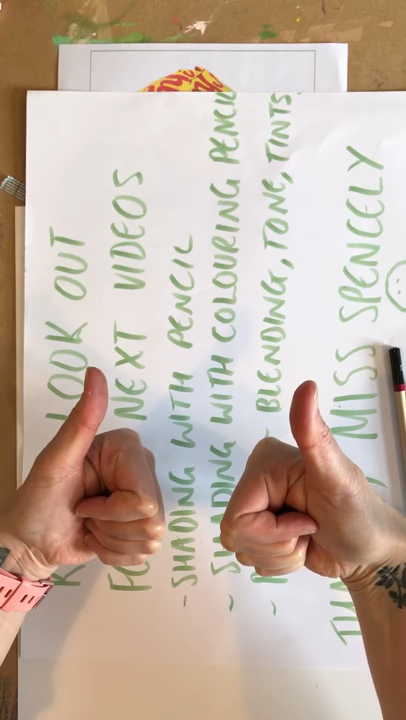 LOOK OUT
NEXT VIDEOS
- SHADING WITH PENCIL
~ SHADING WITH COLOURING PENCIL
~ BLENDING, TONE, TINTS
MISS SPENCELY